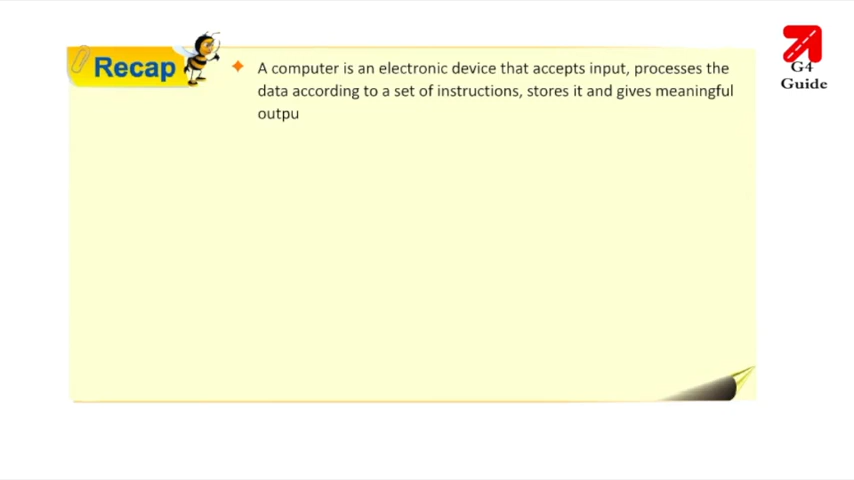 Recap
A computer is an electronic device that accepts input, processes the
data according to a set of instructions, stores it and gives meaningful
outpu
G4
Guide